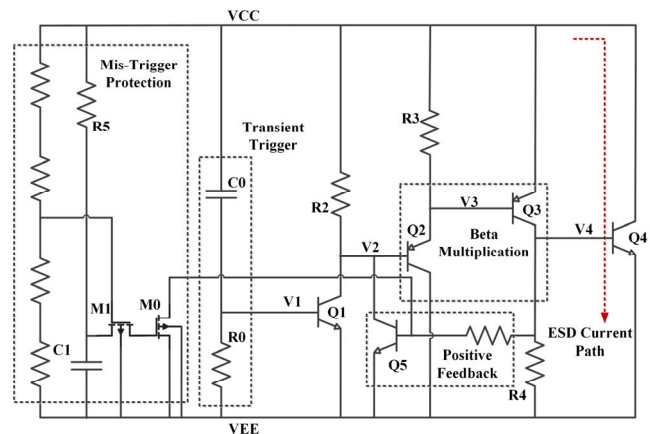 VCC
Mis-Trigger
Protection
R5
Transient
Trigger
R3
C0
R2
V3
Q3
Q2
Beta
Multiplication
V2
V4
Q4
M1
M0
V1
Q1
C1
R0
Q5
Positive
Feedback
R4
ESD Current
Path
VEE